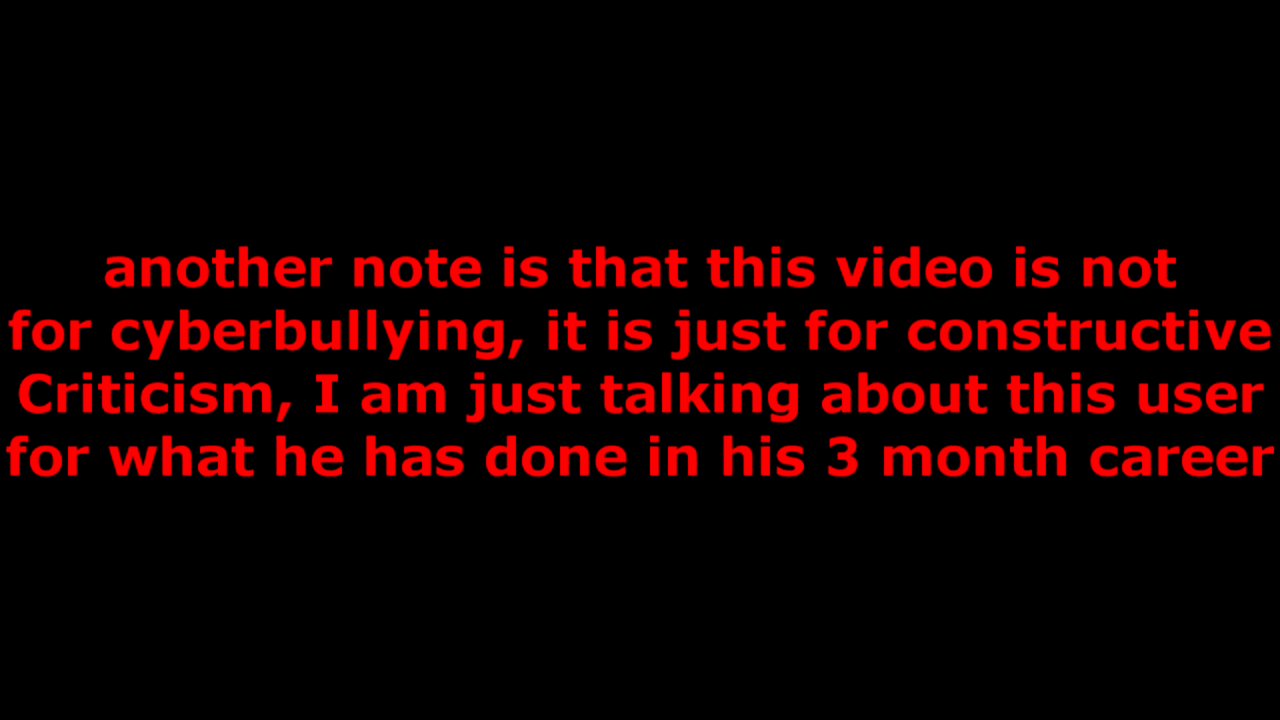 another note is that this video is not
for cyberbullying, it is just for constructive
Criticism, I am just talking about this user
for what he has done in his 3 month career